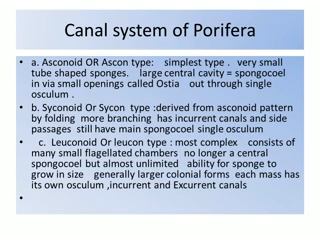 Canal system of Porifera
• a. Asconoid OR Ascon type: simplest type . very small
tube shaped sponges. large central cavity = spongocoel
in via small openings called Ostia out through single
osculum .
• b. Syconoid Or Sycon type :derived from asconoid pattern
by folding more branching has incurrent canals and side
passages still have main spongocoel single osculum
• c. Leuconoid Or leucon type : most complex consists of
many small flagellated chambers no longer a central
spongocoel but almost unlimited ability for sponge to
grow in size generally larger colonial forms each mass has
its own osculum ,incurrent and Excurrent canals
•